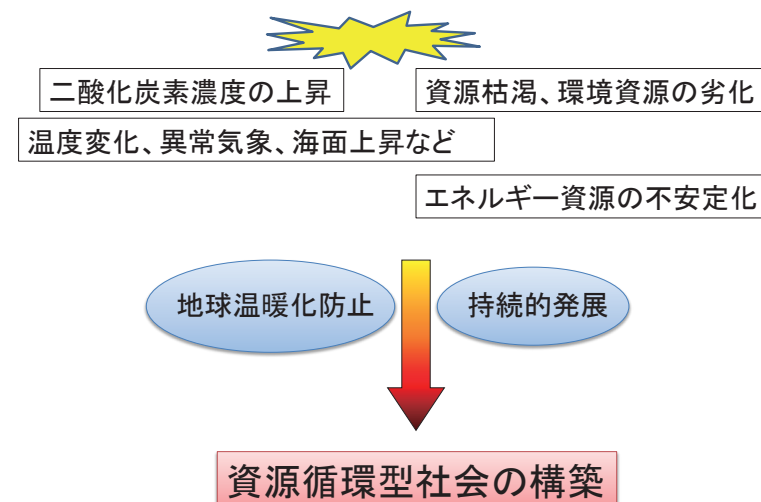 二酸化炭素濃度の上昇
資源枯渇、環境資源の劣化
温度変化、異常気象、海面上昇など
エネルギー資源の不安定化
地球温暖化防止
持続的発展
資源循環型社会の構築